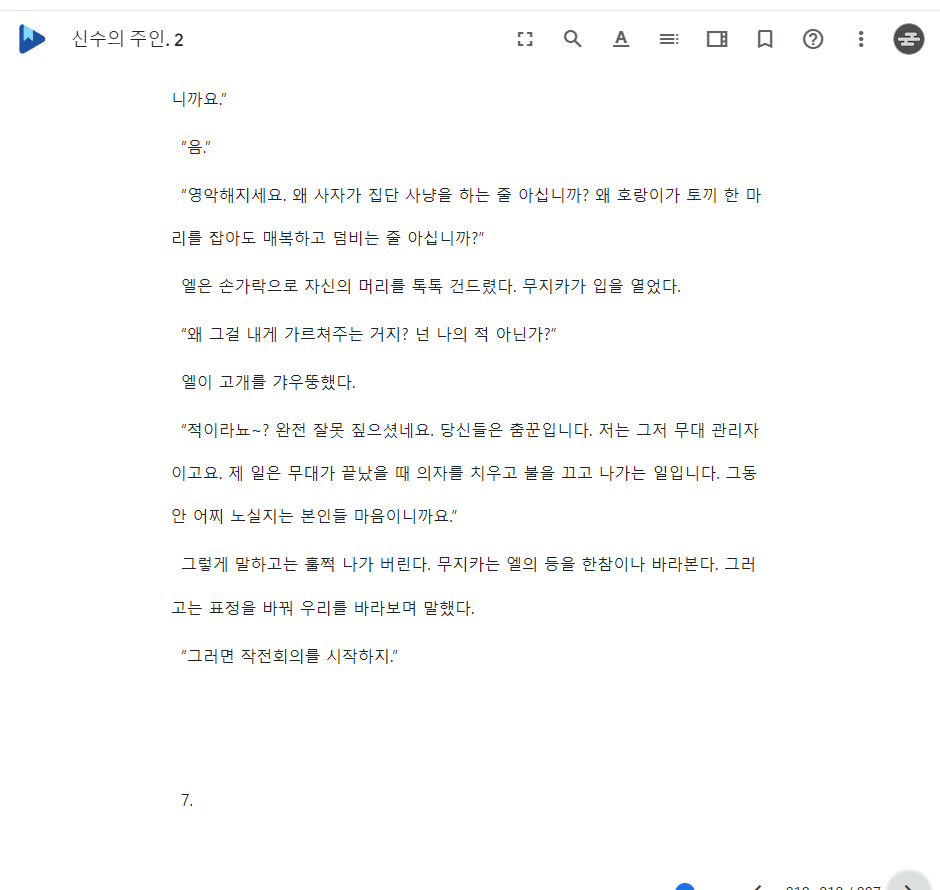 신수의 주인. 2
니까요.”
“음.”
“영악해지세요. 왜 사자가 집단 사냥을 하는 줄 아십니까? 왜 호랑이가 토끼 한 마
리를 잡아도 매복하고 덤비는 줄 아십니까?”
엘은 손가락으로 자신의 머리를 톡톡 건드렸다. 무지카가 입을 열었다.
“왜 그걸 내게 가르쳐주는 거지? 넌 나의 적 아닌가?”
엘이 고개를 갸우뚱했다.
“적이라뇨~? 완전 잘못 짚으셨네요. 당신들은 춤꾼입니다. 저는 그저 무대 관리자
이고요. 제 일은 무대가 끝났을 때 의자를 치우고 불을 끄고 나가는 일입니다. 그동
안 어찌 노실지는 본인들 마음이니까요.”
그렇게 말하고는 훌쩍 나가 버린다. 무지카는 엘의 등을 한참이나 바라본다. 그러
고는 표정을 바꿔 우리를 바라보며 말했다.
“그러면 작전회의를 시작하지.”
7.